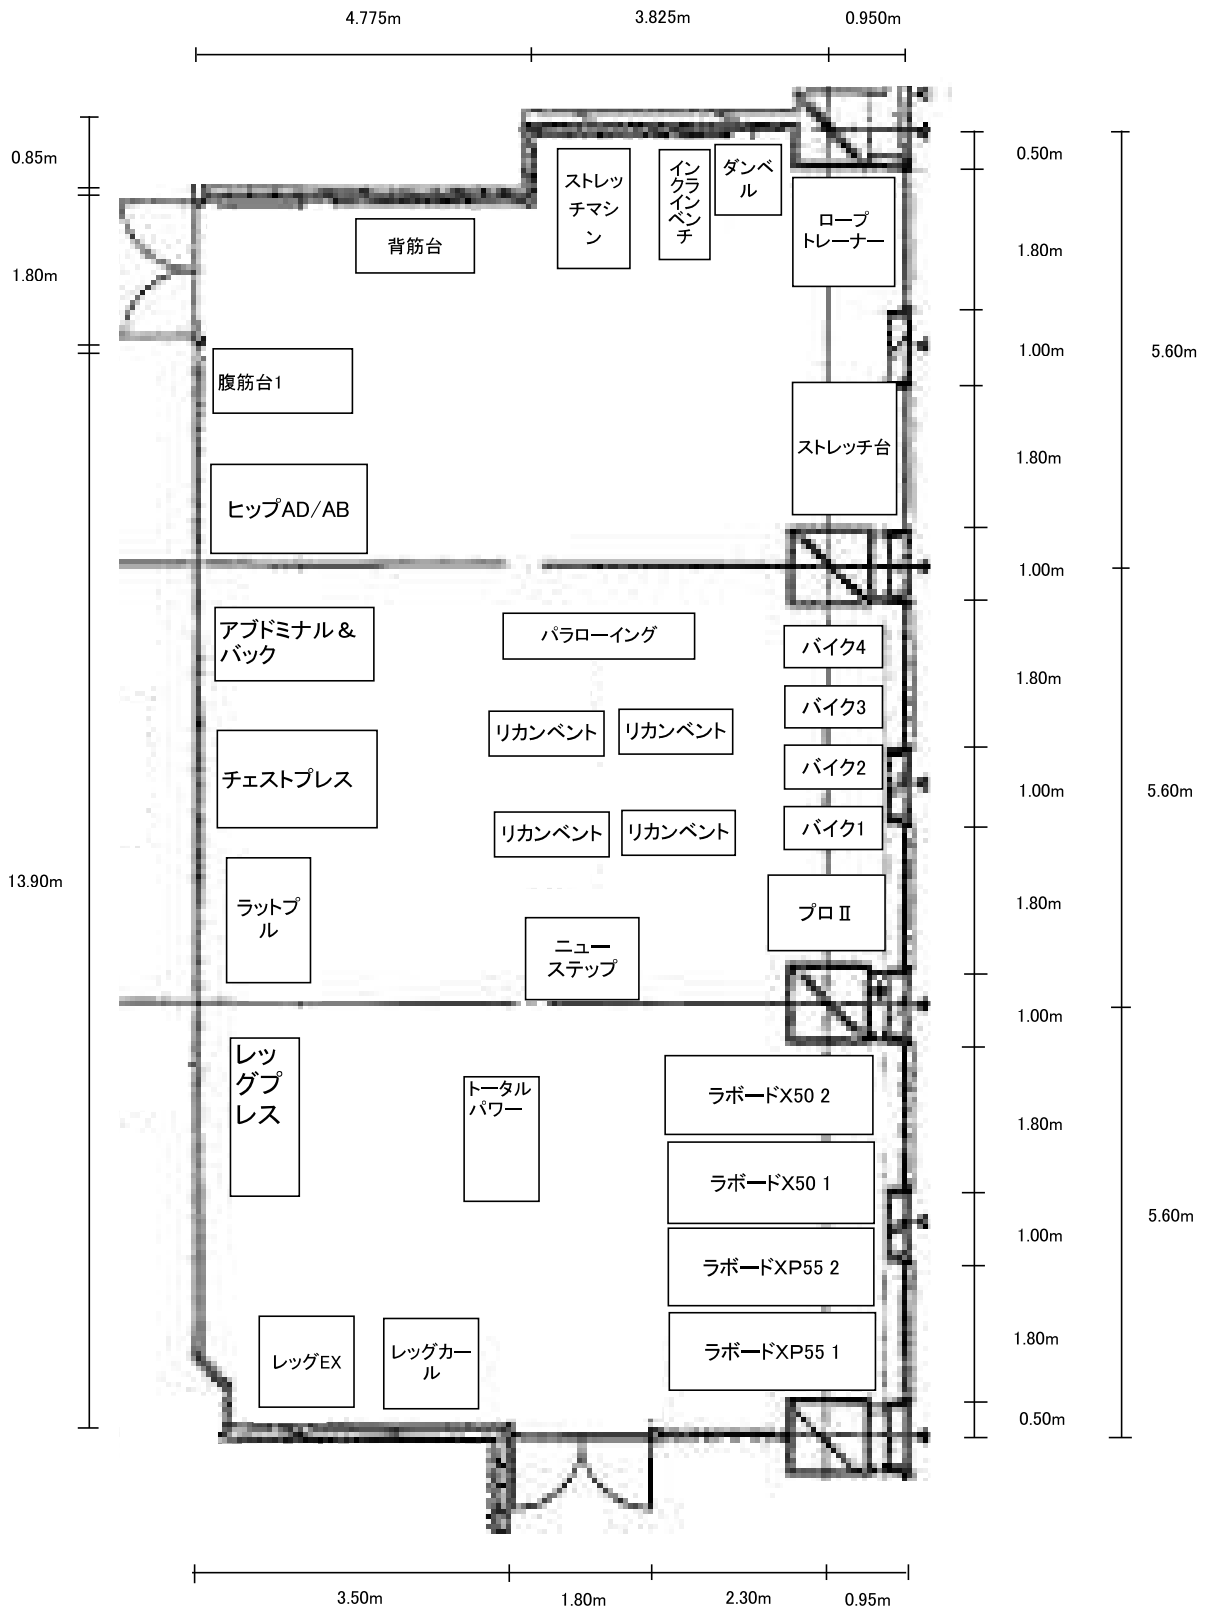 4.775m
3.825m
0.950m
0.85m
1.80m
13.90m
ストレッ
チマシ
ン
イン
クラ
イン
ベン
チ
ダンベ
ル
ロープ
トレーナー
背筋台
腹筋台1
ストレッチ台
ヒップAD/AB
アブドミナル&
バック
パラローイング
バイク4
バイク3
リカンベント
リカンベント
バイク2
チェストプレス
リカンベント
リカンベント
バイク1
ラットプ
ル
プロⅡ
ニュー
ステップ
レッ
グプ
レス
トータル
パワー
ラボードX50 2
ラボードX50 1
ラボードXP55 2
ラボードXP55 1
レッグEX
レッグカー
ル
0.50m
1.80m
1.00m
1.80m
1.00m
1.80m
1.00m
1.80m
1.00m
1.80m
1.00m
1.80m
0.50m
5.60m
5.60m
5.60m
3.50m
1.80m
2.30m
0.95m